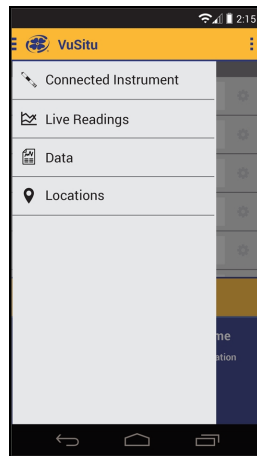 2:15
VuSitu
Connected Instrument
Live Readings
Data
Locations
me
ation